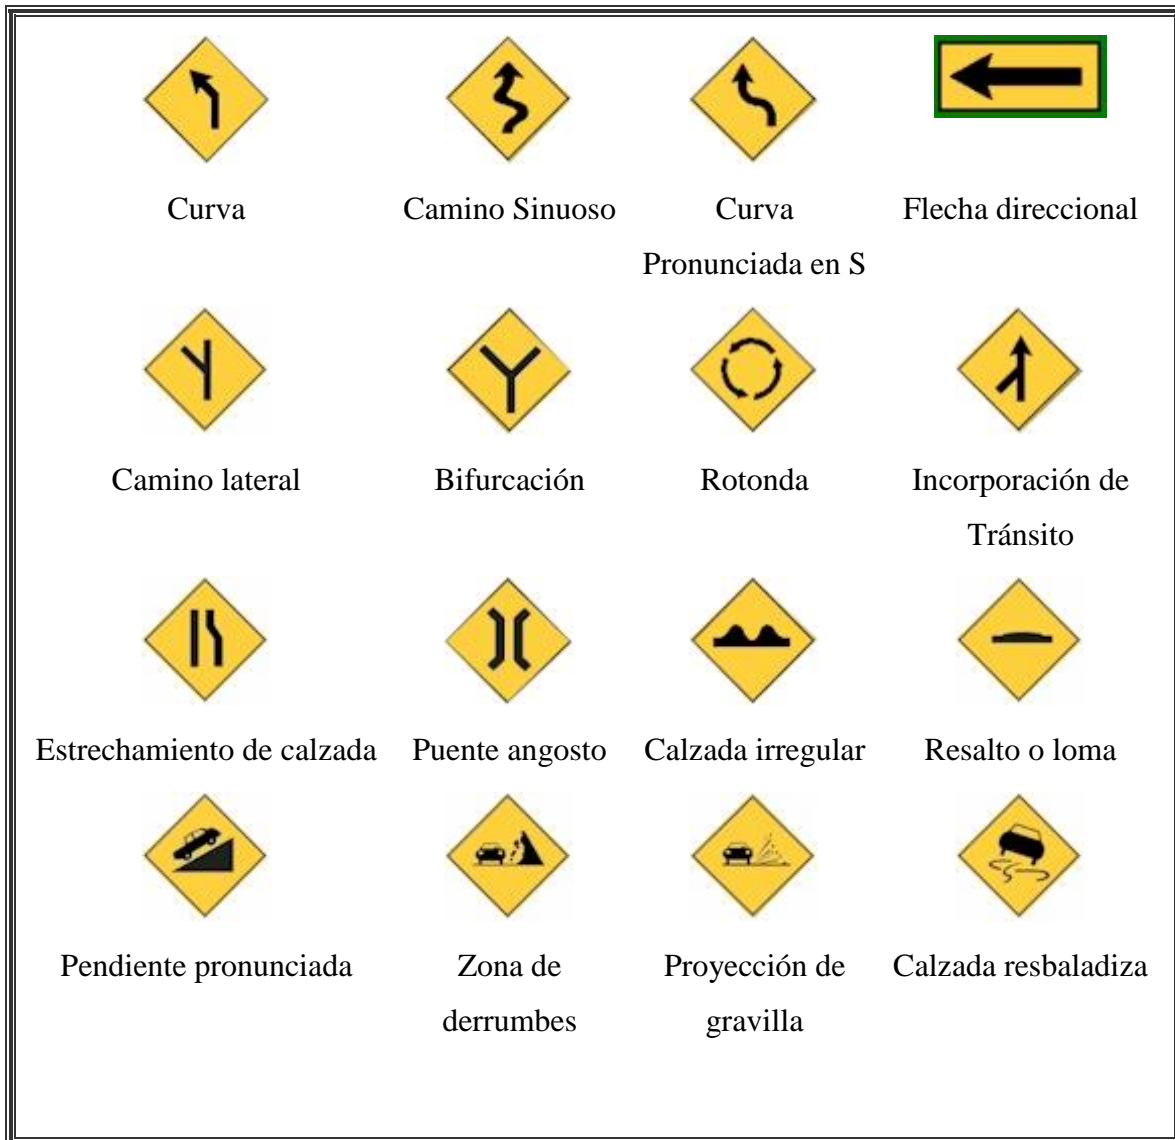 Curva
Camino Sinuoso
Curva
Pronunciada en S
Flecha direccional
Camino lateral
Bifurcación
Rotonda
Incorporación de
Tránsito
Estrechamiento de calzada
Puente angosto
Calzada irregular
Resalto o loma
Pendiente pronunciada
Zona de
derrumbes
Proyección de
gravilla
Calzada resbaladiza